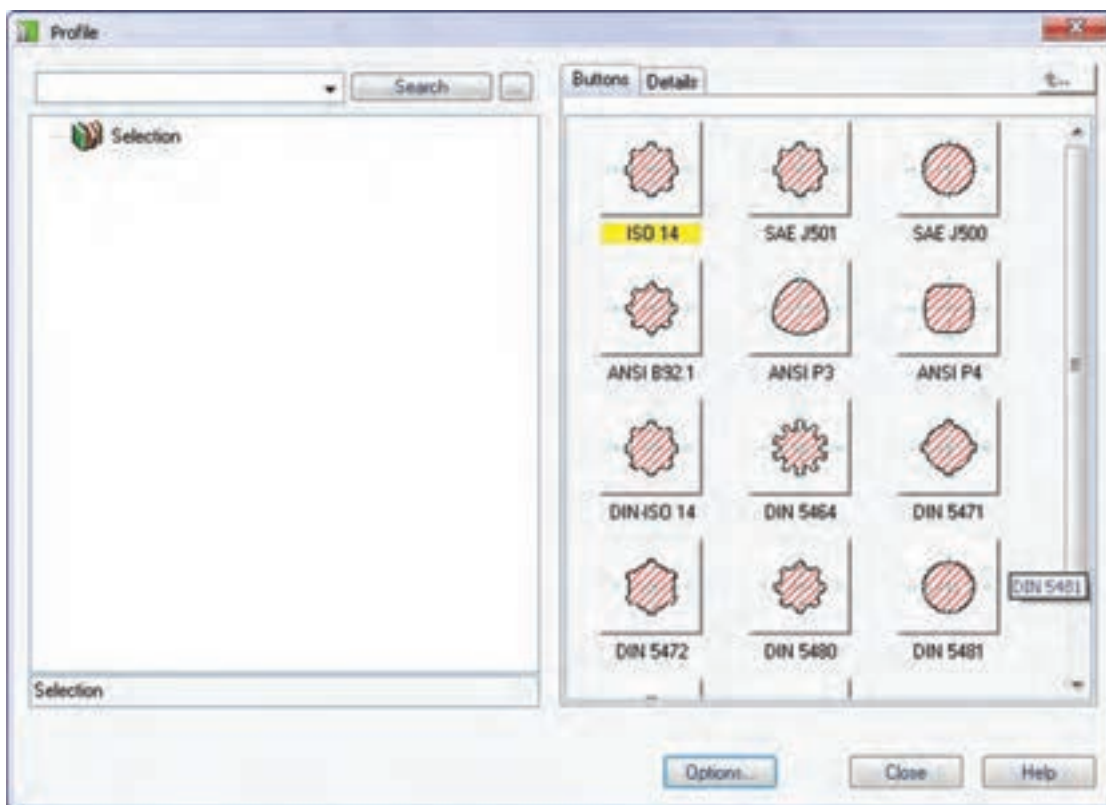 Profile
Search ...
Selection
Buttons Details
t...
ISO 14 SAE J501 SAE J500
ANSI B92.1 ANSI P3 ANSI P4
DIN-ISO 14 DIN 5464 DIN 5471
DIN 5481
DIN 5472 DIN 5480 DIN 5481
Selection
Options... Close Help